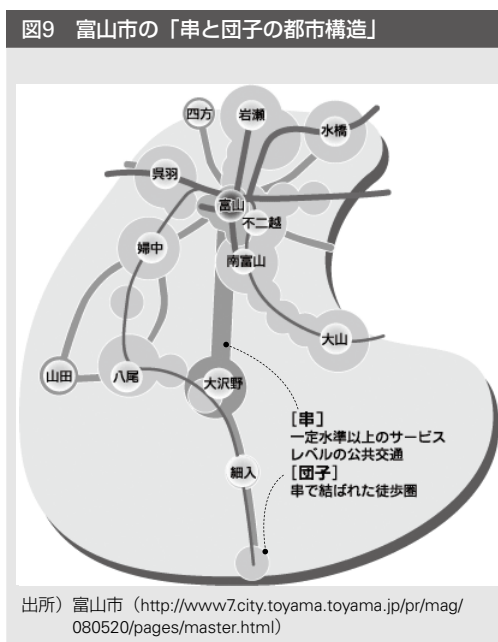 図9 富山市の「串と団子の都市構造」
四方
岩瀬
水橋
呉羽
富山
不二越
婦中
南富山
大山
山田
八尾
大沢野
[串]
一定水準以上のサービス
レベルの公共交通
細入
[団子]
串で結ばれた徒歩圏
出所）富山市（http://www7.city.toyama.toyama.jp/pr/mag/
080520/pages/master.html）